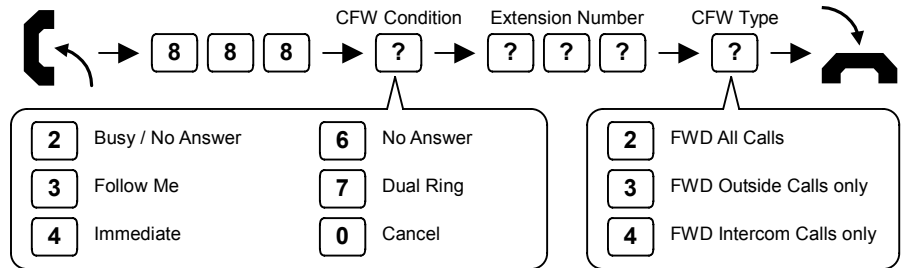 CFW Condition Extension Number CFW Type
8 8 8 ? ? ? ? ?
2 Busy / No Answer 6 No Answer 2 FWD All Calls
3 Follow Me 7 Dual Ring 3 FWD Outside Calls only
4 Immediate 0 Cancel 4 FWD Intercom Calls only